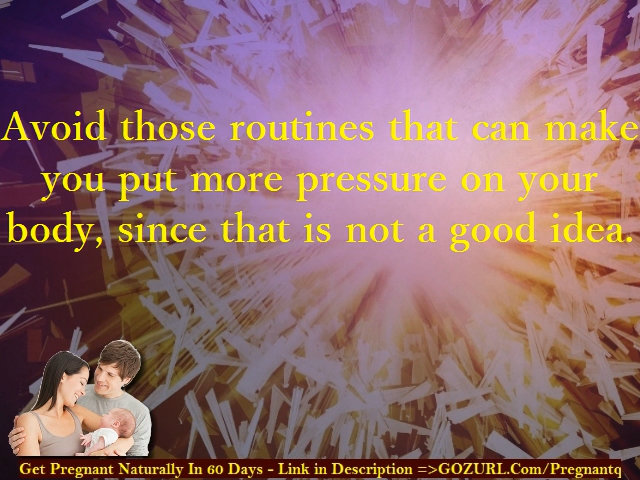 Avoid those routines that can make
you put more pressure on your
body, since that is not a good idea.
Get Pregnant Naturally In 60 Days - Link in Description =>GOZURL.Com/Pregnantq